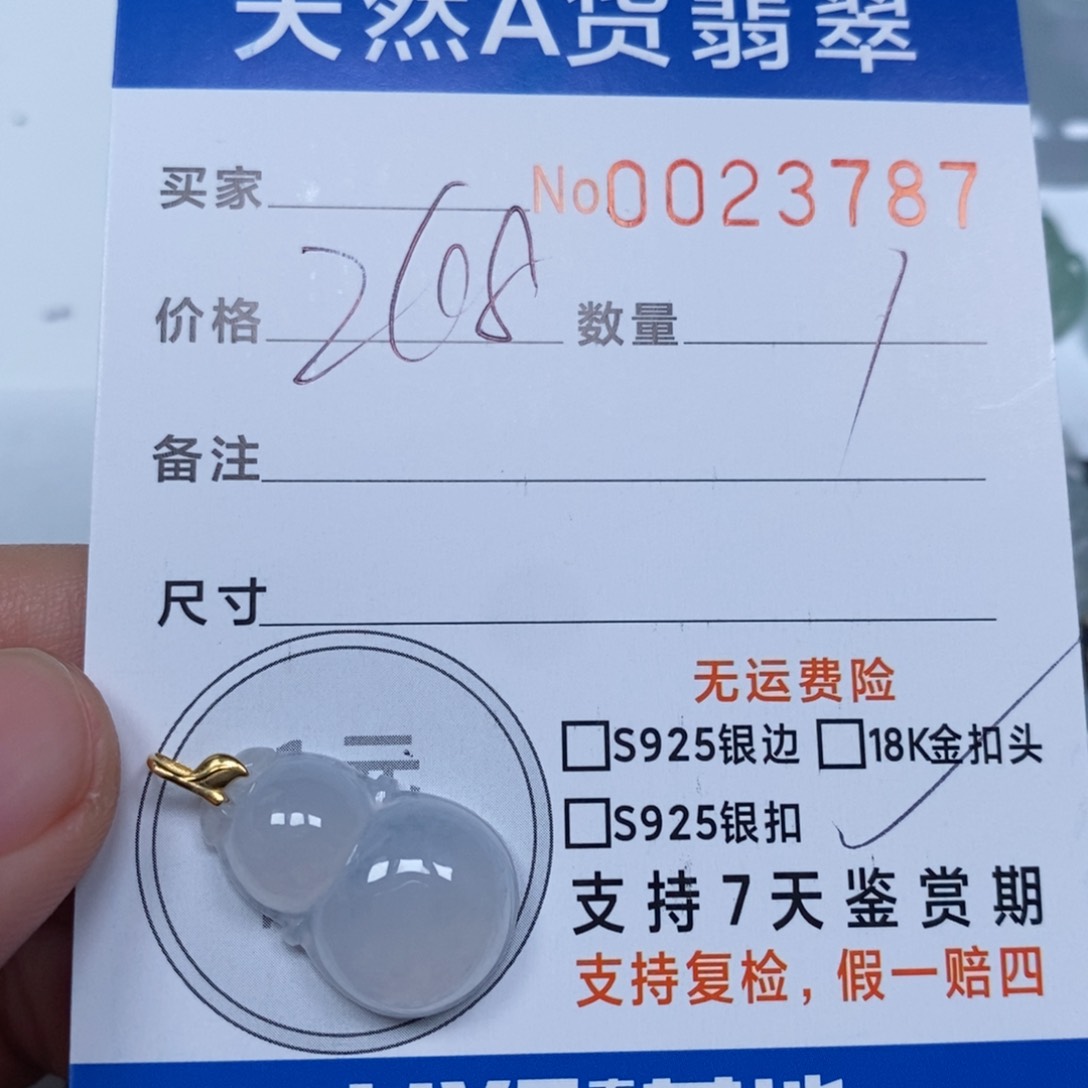 天然A货翡翠
买家 No0023787
价格 268 数量 1
备注
尺寸
无运费险
S925银边 18K金扣头
S925银扣
支持7天鉴赏期
支持复检，假一赔四